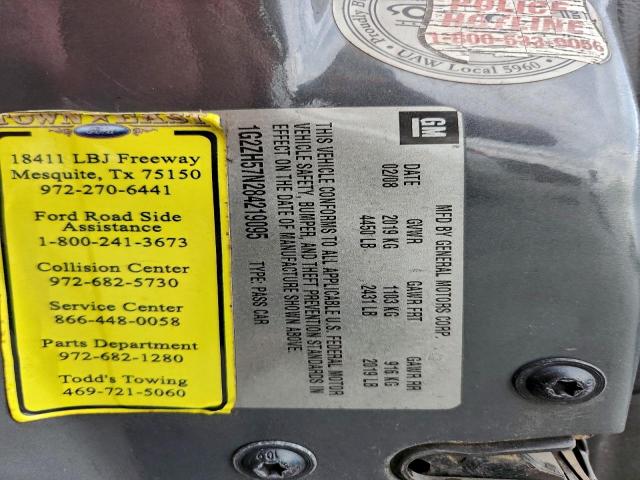 TOWN EAST
Ford
18411 LBJ Freeway
Mesquite, Tx 75150
972-270-6441
Ford Road Side
Assistance
1-800-241-3673
Collision Center
972-682-5730
Service Center
866-448-0058
Parts Department
972-682-1280
Todd's Towing
469-721-5060
GM
MFD BY GENERAL MOTORS CORP.
DATE GVWR GAWR FRT GAWR RR
02/08 2019 KG 1103 KG 916 KG
4450 LB 2431 LB 2019 LB
THIS VEHICLE CONFORMS TO ALL APPLICABLE U.S. FEDERAL MOTOR
VEHICLE SAFETY, BUMPER, AND THEFT PREVENTION STANDARDS IN
EFFECT ON THE DATE OF MANUFACTURE SHOWN ABOVE.
1G2ZH57N284219095 TYPE: PASS CAR
POLICE
HOTLINE
UAW Local 5960